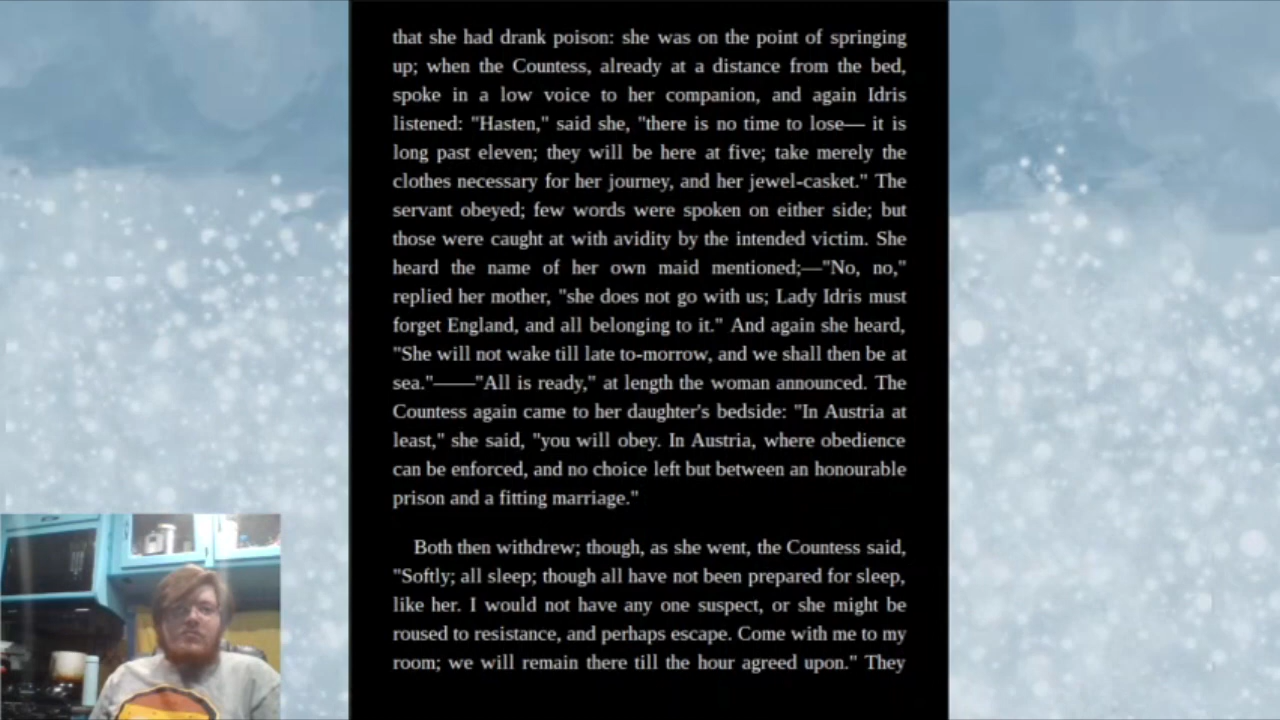 that she had drank poison: she was on the point of springing
up; when the Countess, already at a distance from the bed,
spoke in a low voice to her companion, and again Idris
listened: "Hasten," said she, "there is no time to lose— it is
long past eleven; they will be here at five; take merely the
clothes necessary for her journey, and her jewel-casket." The
servant obeyed; few words were spoken on either side; but
those were caught at with avidity by the intended victim. She
heard the name of her own maid mentioned;—"No, no,"
replied her mother, "she does not go with us; Lady Idris must
forget England, and all belonging to it." And again she heard,
"She will not wake till late to-morrow, and we shall then be at
sea."——"All is ready," at length the woman announced. The
Countess again came to her daughter's bedside: "In Austria at
least," she said, "you will obey. In Austria, where obedience
can be enforced, and no choice left but between an honourable
prison and a fitting marriage."
Both then withdrew; though, as she went, the Countess said,
"Softly; all sleep; though all have not been prepared for sleep,
like her. I would not have any one suspect, or she might be
roused to resistance, and perhaps escape. Come with me to my
room; we will remain there till the hour agreed upon." They